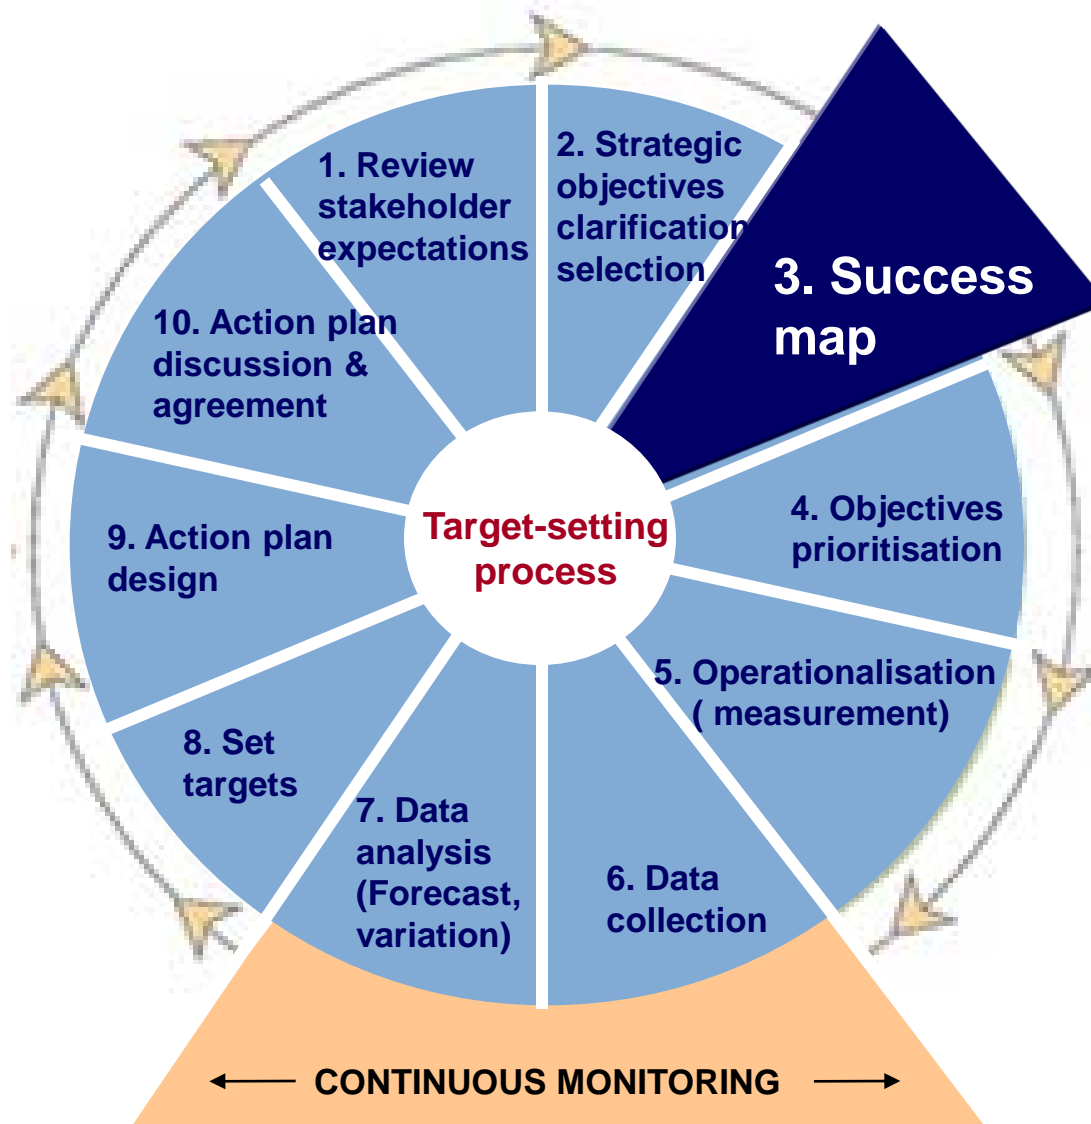 1. Review
stakeholder
expectations
2. Strategic
objectives
clarification
selection
3. Success
map
4. Objectives
prioritisation
5. Operationalisation
( measurement)
6. Data
collection
7. Data
analysis
(Forecast,
variation)
8. Set
targets
9. Action plan
design
10. Action plan
discussion &
agreement
Target-setting
process
CONTINUOUS MONITORING